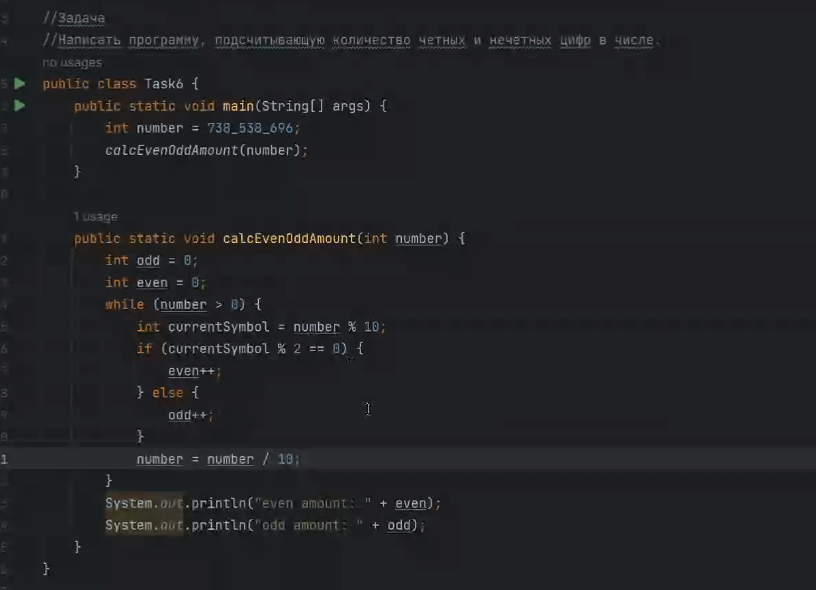 //Задача
//Написать программу, подсчитывающую количество четных и нечетных цифр в числе.
no usages
public class Task6 {
public static void main(String[] args) {
int number = 738_538_696;
calcEvenOddAmount(number);
}
1 usage
public static void calcEvenOddAmount(int number) {
int odd = 0;
int even = 0;
while (number > 0) {
int currentSymbol = number % 10;
if (currentSymbol % 2 == 0) {
even++;
} else {
odd++;
}
number = number / 10;
}
System.out.println("even amount: " + even);
System.out.println("odd amount: " + odd);
}
}